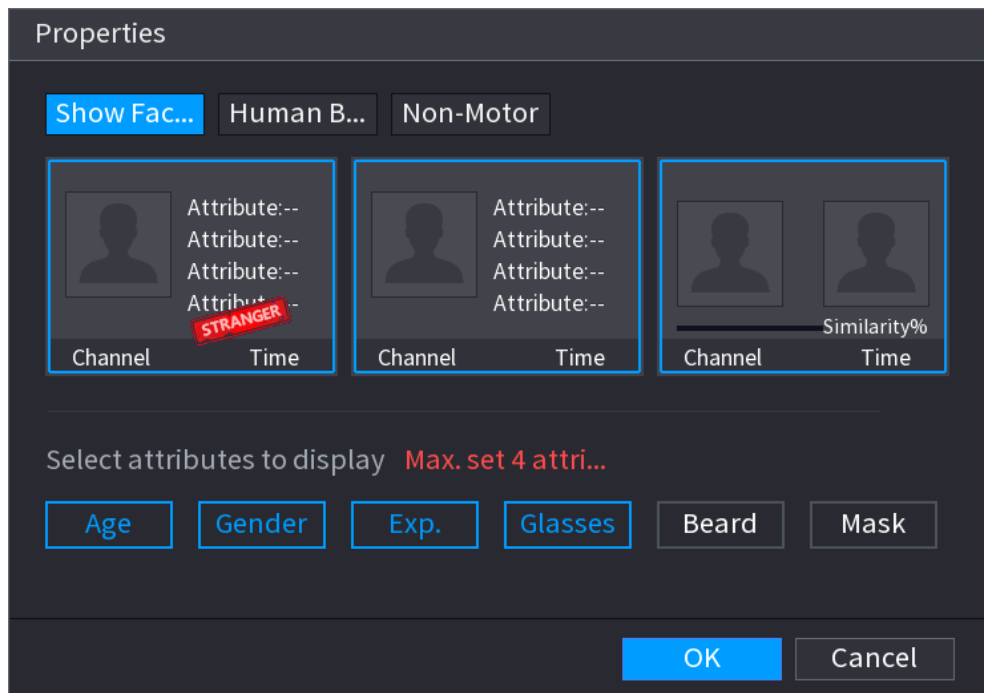 Properties
Show Fac... Human B... Non-Motor
Attribute:-- Attribute:--
Attribute:-- Attribute:--
Attribute:-- Attribute:--
Attribute:-- Attribute:--
STRANGER Similarity%
Channel Time Channel Time Channel Time
Select attributes to display Max. set 4 attri...
Age Gender Exp. Glasses Beard Mask
OK Cancel